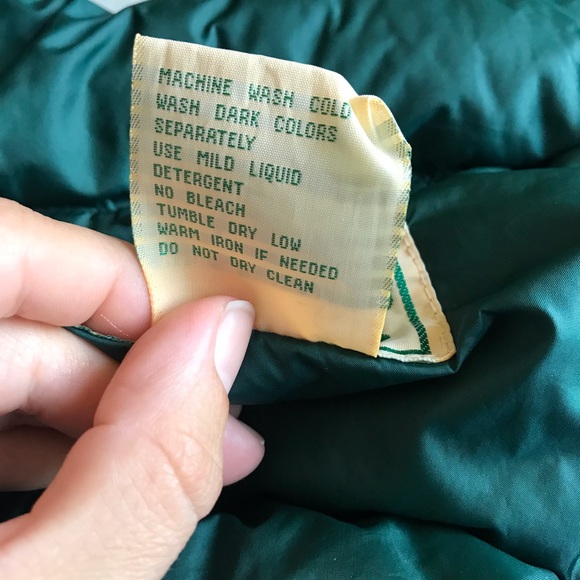 MACHINE WASH COLD
WASH DARK COLORS
SEPARATELY
USE MILD LIQUID
DETERGENT
NO BLEACH
TUMBLE DRY LOW
WARM IRON IF NEEDED
DO NOT DRY CLEAN